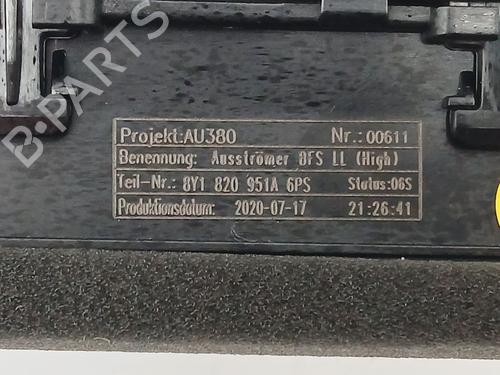 B-PARTS
Projekt:AU380 Nr.:00611
Benennung: Ausströmer BFS LL (High)
Teil-Nr.: 8Y1 820 951A 6PS Status:06S
Produktionsdatum: 2020-07-17 21:26:41